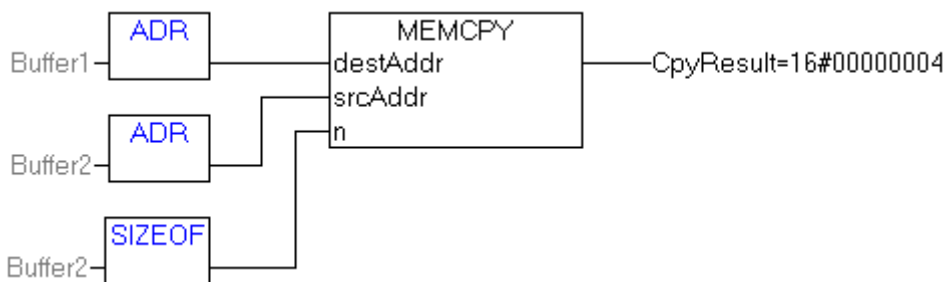 ADR
MEMCPY
Buffer1
destAddr
CpyResult=16#00000004
srcAddr
ADR
n
Buffer2
SIZEOF
Buffer2